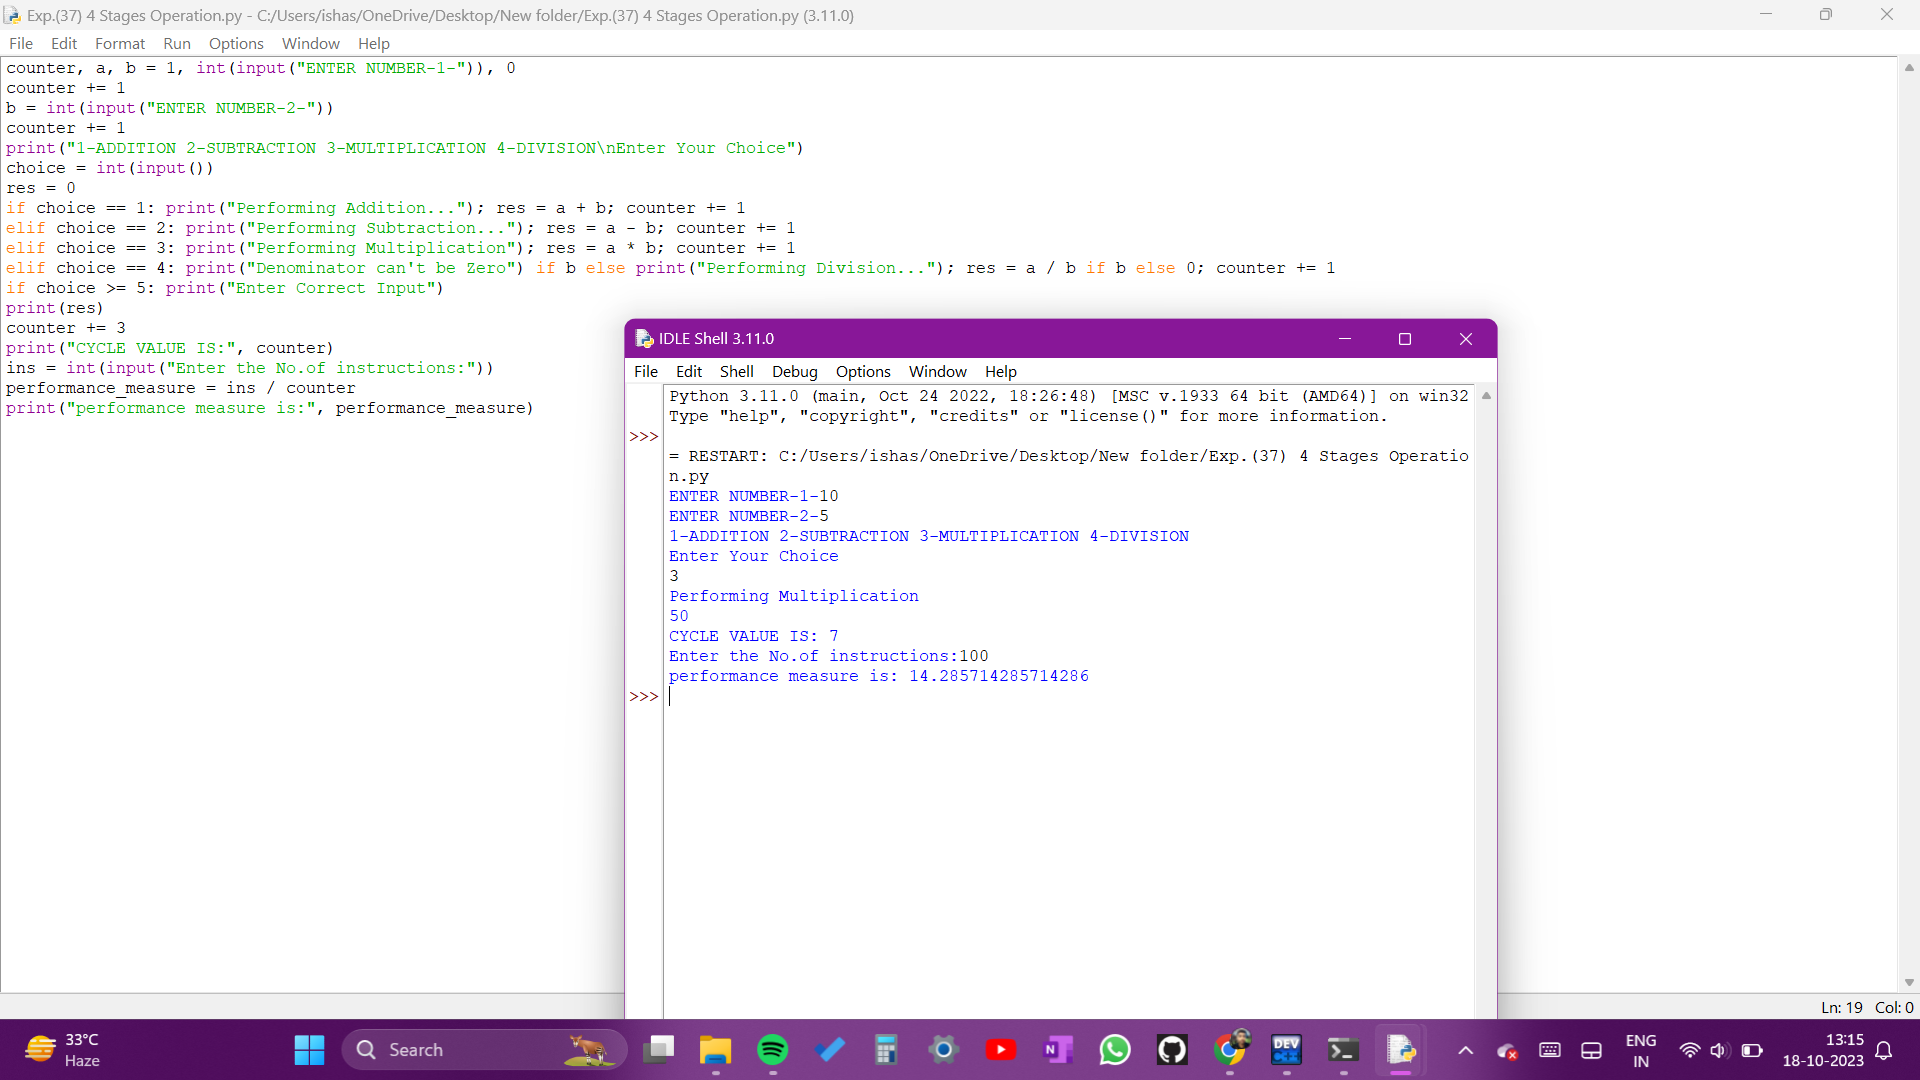 Exp.(37) 4 Stages Operation.py - C:/Users/ishas/OneDrive/Desktop/New folder/Exp.(37) 4 Stages Operation.py (3.11.0)
File Edit Format Run Options Window Help
counter, a, b = 1, int(input("ENTER NUMBER-1-")), 0
counter += 1
b = int(input("ENTER NUMBER-2-"))
counter += 1
print("1-ADDITION 2-SUBTRACTION 3-MULTIPLICATION 4-DIVISION\nEnter Your Choice")
choice = int(input())
res = 0
if choice == 1: print("Performing Addition..."); res = a + b; counter += 1
elif choice == 2: print("Performing Subtraction..."); res = a - b; counter += 1
elif choice == 3: print("Performing Multiplication"); res = a * b; counter += 1
elif choice == 4: print("Denominator can't be Zero") if b else print("Performing Division..."); res = a / b if b else 0; counter += 1
if choice >= 5: print("Enter Correct Input")
print(res)
counter += 3
print("CYCLE VALUE IS:", counter)
ins = int(input("Enter the No.of instructions:"))
performance_measure = ins / counter
print("performance measure is:", performance_measure)
IDLE Shell 3.11.0
File Edit Shell Debug Options Window Help
Python 3.11.0 (main, Oct 24 2022, 18:26:48) [MSC v.1933 64 bit (AMD64)] on win32
Type "help", "copyright", "credits" or "license()" for more information.
>>>
= RESTART: C:/Users/ishas/OneDrive/Desktop/New folder/Exp.(37) 4 Stages Operatio
n.py
ENTER NUMBER-1-10
ENTER NUMBER-2-5
1-ADDITION 2-SUBTRACTION 3-MULTIPLICATION 4-DIVISION
Enter Your Choice
3
Performing Multiplication
50
CYCLE VALUE IS: 7
Enter the No.of instructions:100
performance measure is: 14.285714285714286
>>>
Ln: 19 Col: 0
33°C
Haze
Search
N
DEV
C++
ENG
IN
13:15
18-10-2023